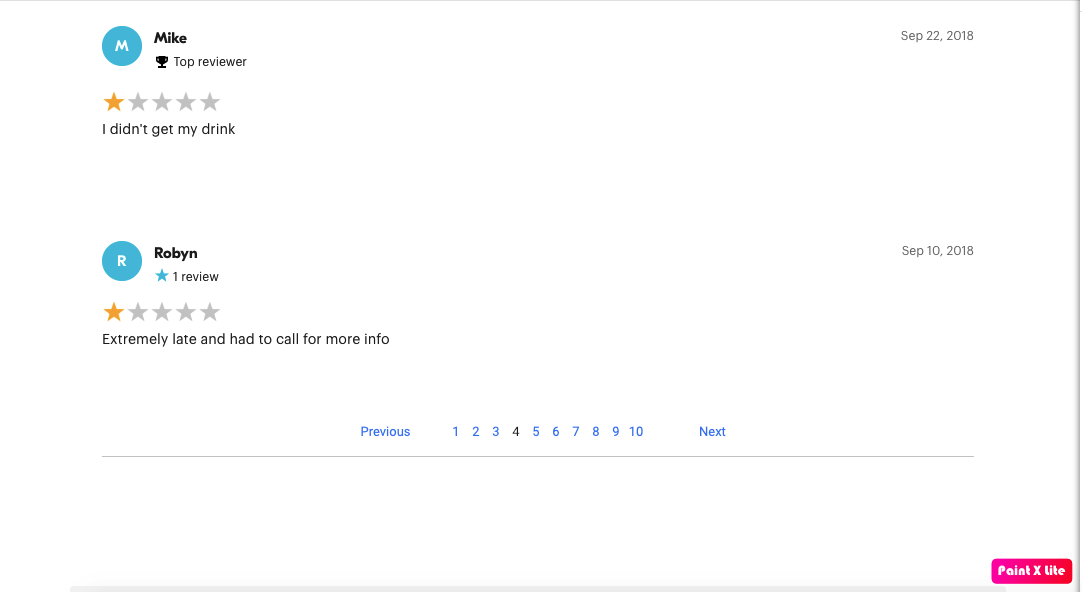 M
Mike
Sep 22, 2018
Top reviewer
I didn't get my drink
R
Robyn
Sep 10, 2018
1 review
Extremely late and had to call for more info
Previous 1 2 3 4 5 6 7 8 9 10 Next
Paint X Lite